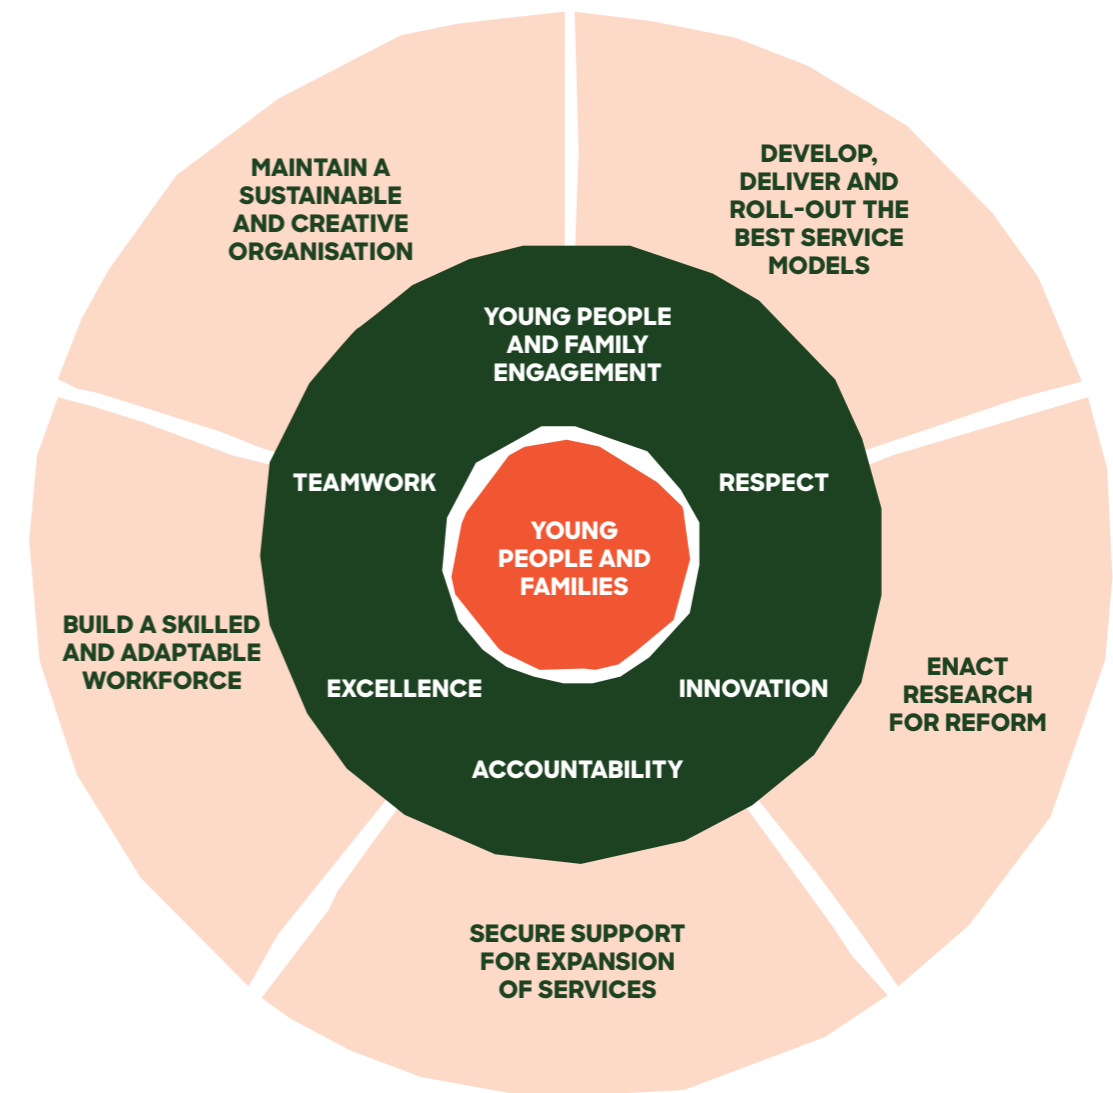 MAINTAIN A
SUSTAINABLE
AND CREATIVE
ORGANISATION
DEVELOP,
DELIVER AND
ROLL-OUT THE
BEST SERVICE
MODELS
YOUNG PEOPLE
AND FAMILY
ENGAGEMENT
TEAMWORK
RESPECT
YOUNG
PEOPLE AND
FAMILIES
BUILD A SKILLED
AND ADAPTABLE
WORKFORCE
EXCELLENCE
INNOVATION
ENACT
RESEARCH
FOR REFORM
ACCOUNTABILITY
SECURE SUPPORT
FOR EXPANSION
OF SERVICES